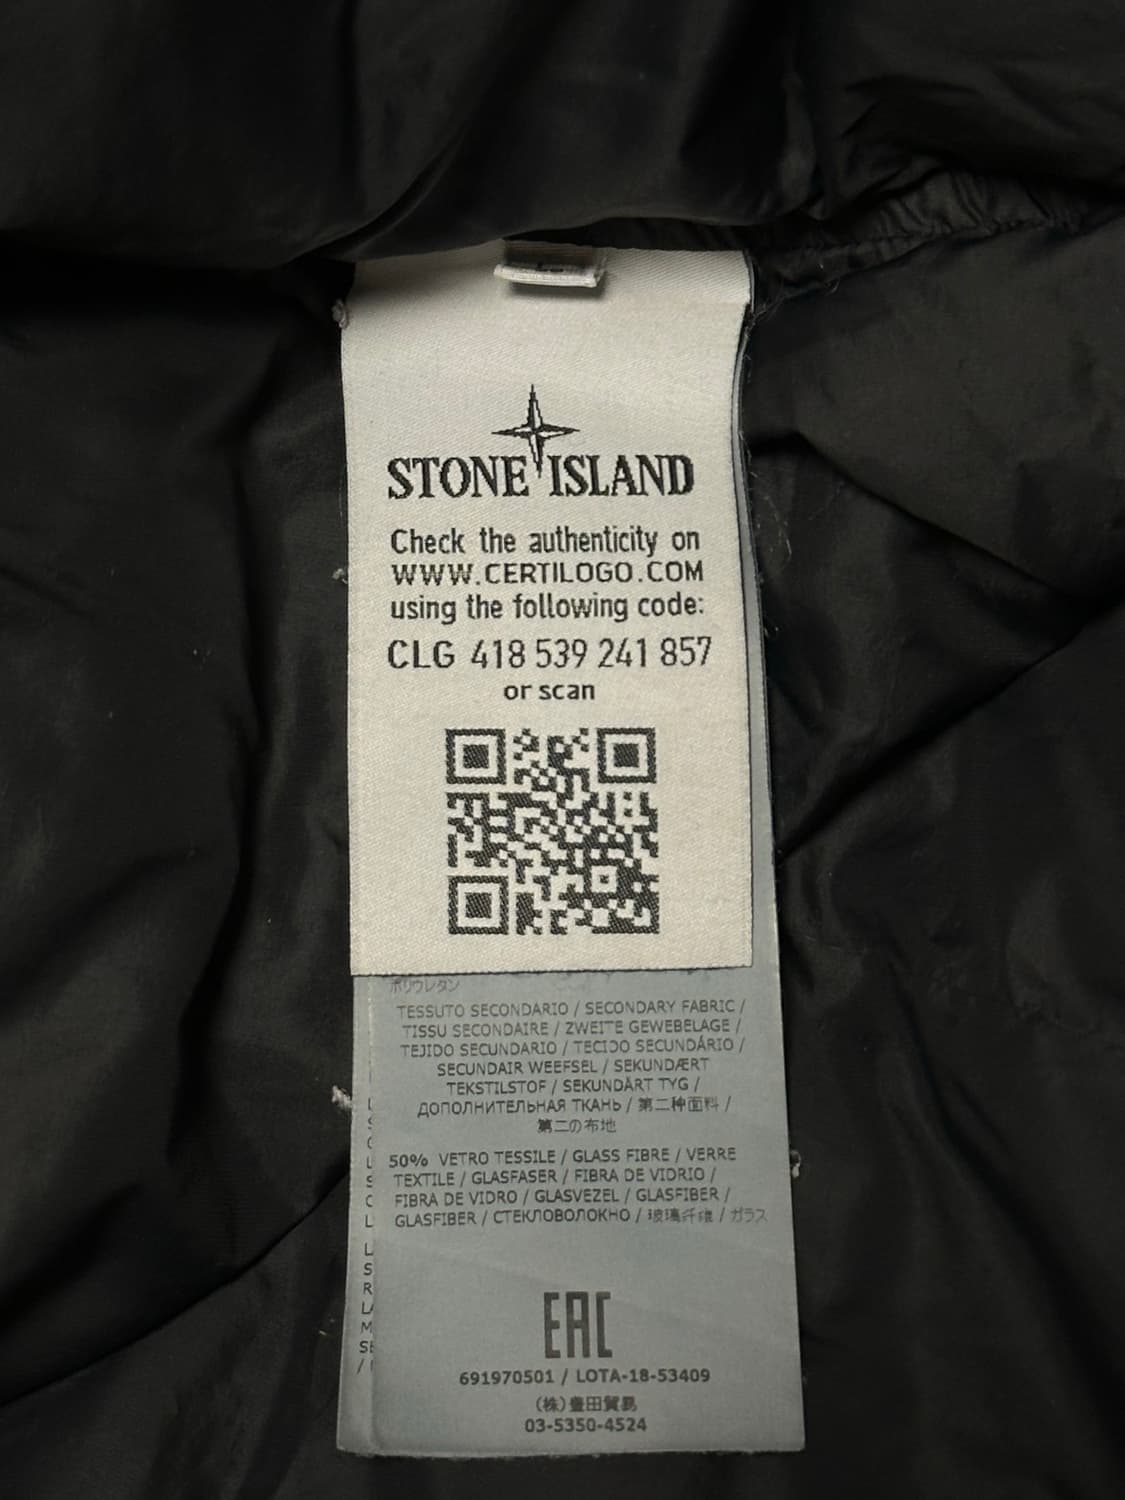 STONE ISLAND
Check the authenticity on
WWW.CERTILOGO.COM
using the following code:
CLG 418 539 241 857
or scan
ポリウレタン
TESSUTO SECONDARIO / SECONDARY FABRIC /
TISSU SECONDAIRE / ZWEITE GEWEBELAGE /
TEJIDO SECUNDARIO / TECIDO SECUNDÁRIO /
SECUNDAIR WEEFSEL / SEKUNDÆRT
TEKSTILSTOF / SEKUNDÄRT TYG /
ДОПОЛНИТЕЛЬНАЯ ТКАНЬ / 第二种面料 /
第二の布地
50% VETRO TESSILE / GLASS FIBRE / VERRE
TEXTILE / GLASFASER / FIBRA DE VIDRIO /
FIBRA DE VIDRO / GLASVEZEL / GLASFIBER /
GLASFIBER / СТЕКЛОВОЛОКНО / 玻璃纤维 / ガラス
EAC
691970501 / LOTA-18-53409
(株)豊田貿易
03-5350-4524